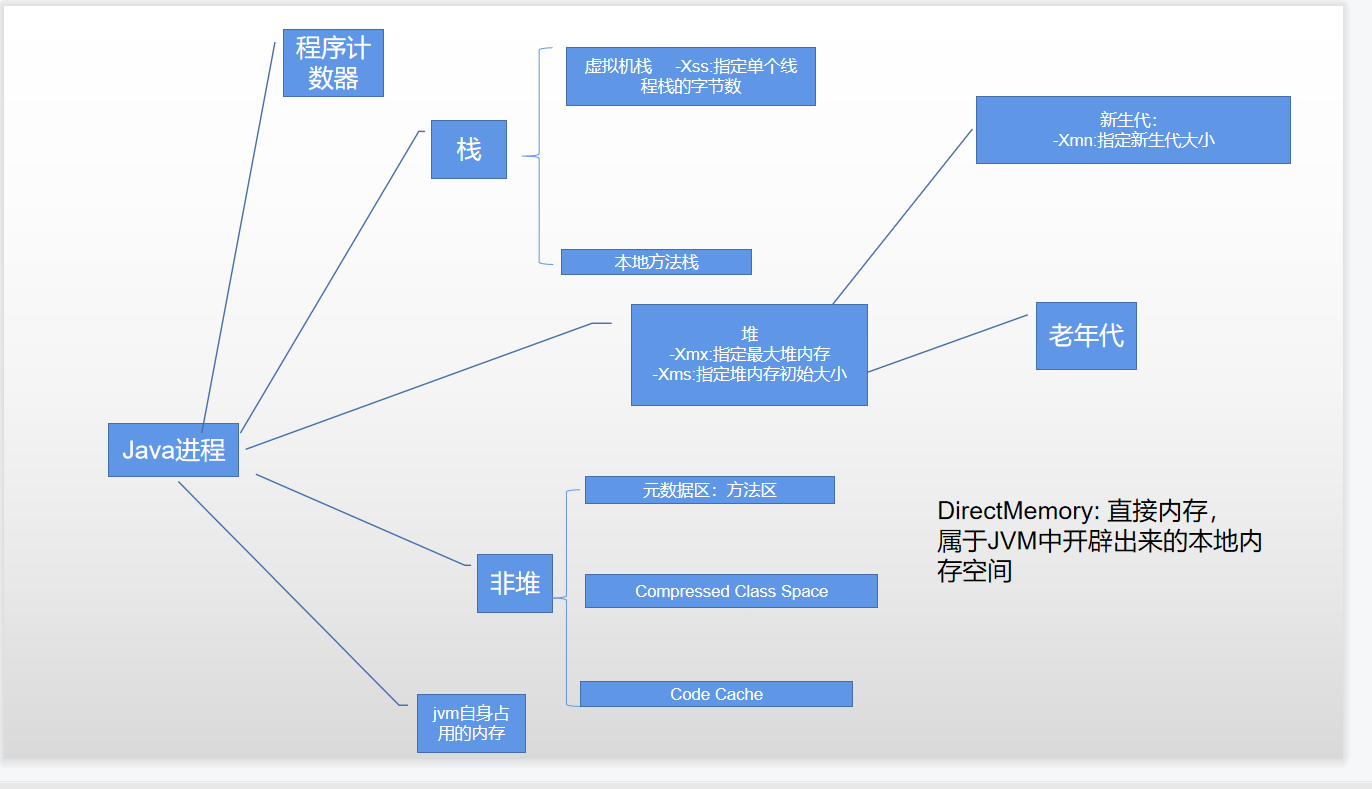 程序计
数器
栈
虚拟机栈 -Xss:指定单个线
程栈的字节数
本地方法栈
新生代：
-Xmn:指定新生代大小
堆
-Xmx:指定最大堆内存
-Xms:指定堆内存初始大小
老年代
Java进程
元数据区：方法区
DirectMemory: 直接内存，
属于JVM中开辟出来的本地内
存空间
非堆
Compressed Class Space
Code Cache
jvm自身占
用的内存